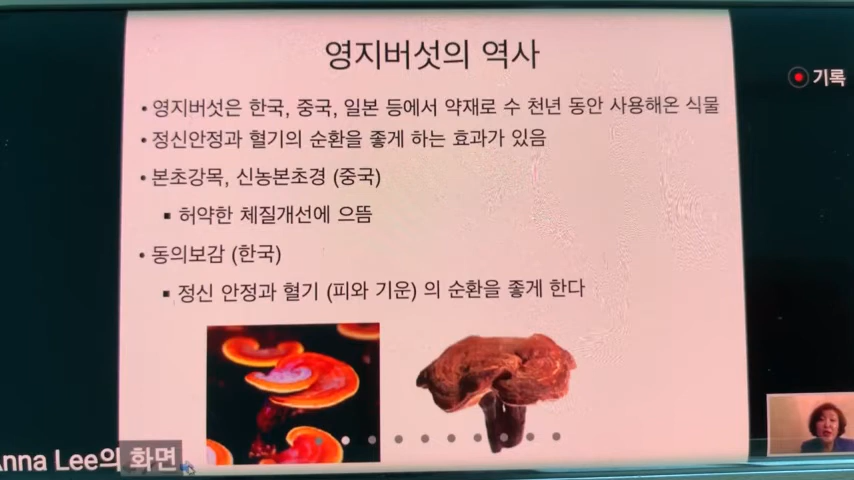 영지버섯의 역사
기록
• 영지버섯은 한국, 중국, 일본 등에서 약재로 수 천년 동안 사용해온 식물
• 정신안정과 혈기의 순환을 좋게 하는 효과가 있음
• 본초강목, 신농본초경 (중국)
▪ 허약한 체질개선에 으뜸
• 동의보감 (한국)
▪ 정신 안정과 혈기 (피와 기운) 의 순환을 좋게 한다
nna Lee의 화면